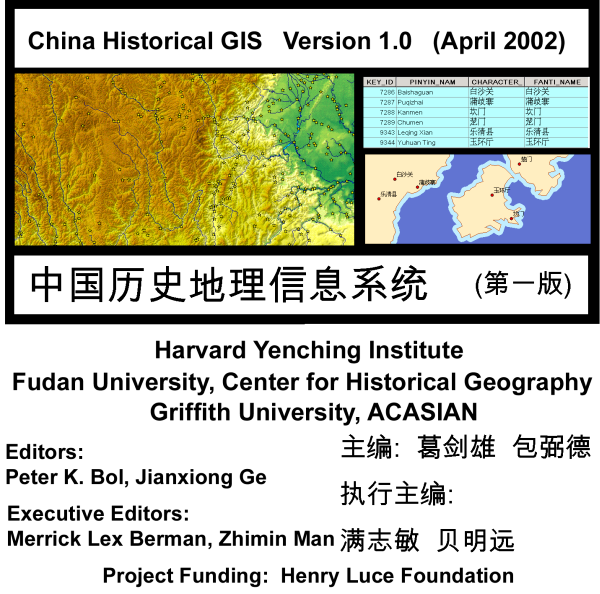 China Historical GIS Version 1.0 (April 2002)
KEY_ID PINYIN_NAM CHARACTER_ FANTI_NAME
7286 Baishaguan 白沙关 白沙关
7287 Puqizhai 蒲岐寨 蒲岐寨
7288 Kanmen 坎门 坎门
7289 Chumen 楚门 楚门
9343 Leqing Xian 乐清县 乐清县
9344 Yuhuan Ting 玉环厅 玉环厅
楚门
白沙关
蒲岐寨
乐清县
玉环厅
坎门
中国历史地理信息系统 (第一版)
Harvard Yenching Institute
Fudan University, Center for Historical Geography
Griffith University, ACASIAN
Editors:
Peter K. Bol, Jianxiong Ge
主编: 葛剑雄 包弼德
Executive Editors:
Merrick Lex Berman, Zhimin Man
执行主编:
满志敏 贝明远
Project Funding: Henry Luce Foundation